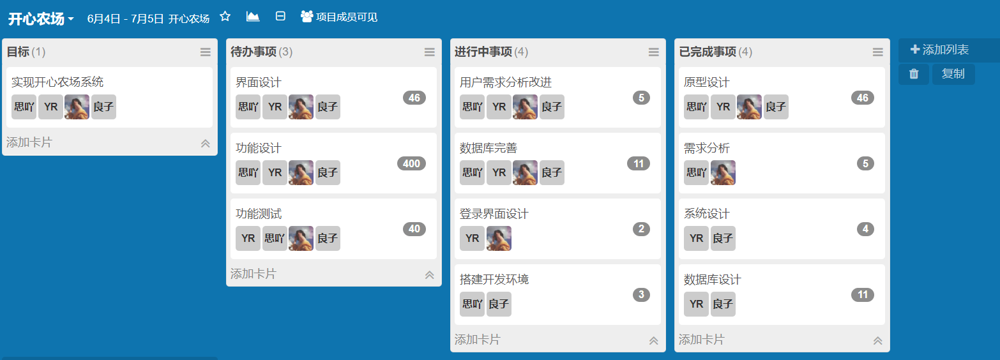 开心农场 6月4日 - 7月5日 开心农场 项目成员可见
目标 (1)
实现开心农场系统
思吖 YR 良子
添加卡片
待办事项 (3)
界面设计
46
思吖 YR 良子
功能设计
400
思吖 YR 良子
功能测试
40
YR 思吖 良子
添加卡片
进行中事项 (4)
用户需求分析改进
5
思吖 YR 良子
数据库完善
11
思吖 YR 良子
登录界面设计
2
YR
搭建开发环境
3
思吖 良子
添加卡片
已完成事项 (4)
原型设计
46
思吖 YR 良子
需求分析
5
思吖
系统设计
4
YR 良子
数据库设计
11
YR 良子
添加卡片
添加列表
复制